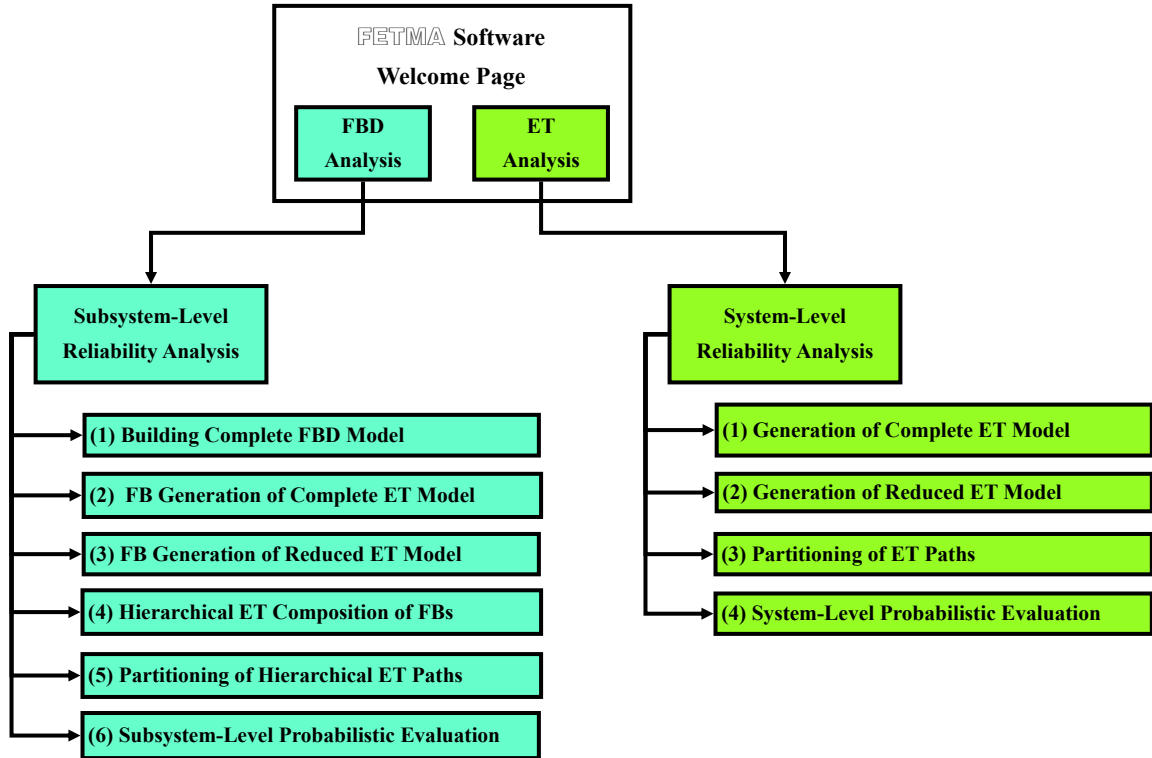 FETMA Software
Welcome Page
FBD
Analysis
ET
Analysis
Subsystem-Level
Reliability Analysis
(1) Building Complete FBD Model
(2) FB Generation of Complete ET Model
(3) FB Generation of Reduced ET Model
(4) Hierarchical ET Composition of FBs
(5) Partitioning of Hierarchical ET Paths
(6) Subsystem-Level Probabilistic Evaluation
System-Level
Reliability Analysis
(1) Generation of Complete ET Model
(2) Generation of Reduced ET Model
(3) Partitioning of ET Paths
(4) System-Level Probabilistic Evaluation